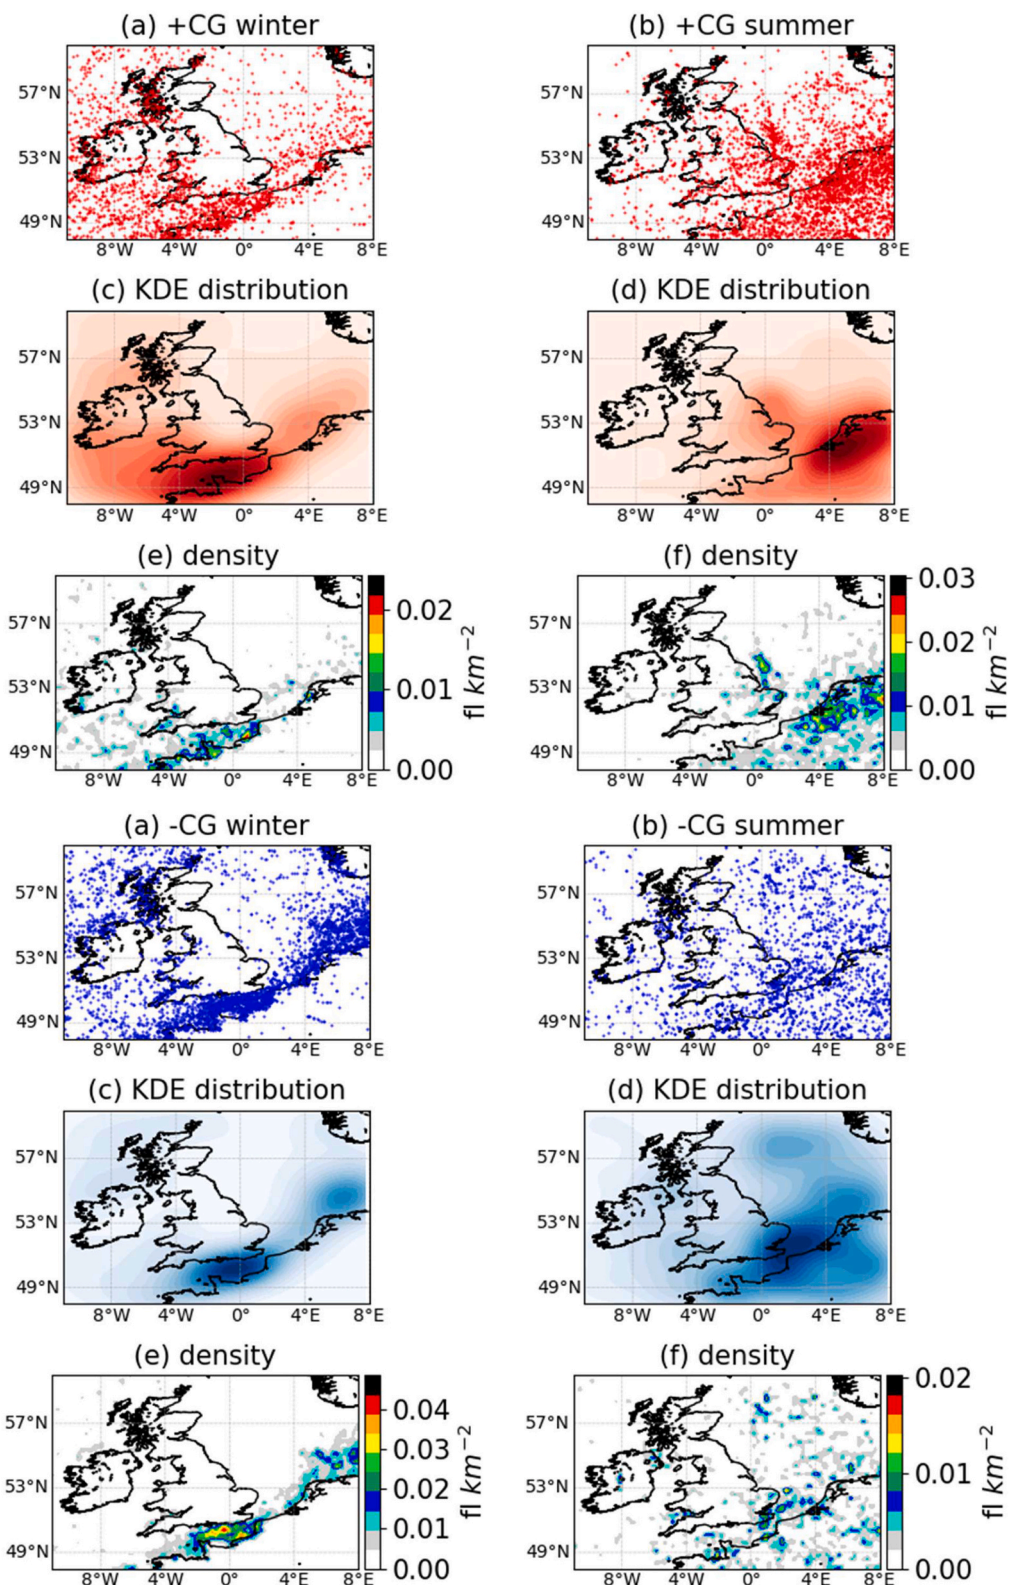 (a) +CG winter
(b) +CG summer
57°N
53°N
49°N
8°W 4°W 0° 4°E 8°E
57°N
53°N
49°N
8°W 4°W 0° 4°E 8°E
(c) KDE distribution
(d) KDE distribution
57°N
53°N
49°N
8°W 4°W 0° 4°E 8°E
57°N
53°N
49°N
8°W 4°W 0° 4°E 8°E
(e) density
(f) density
57°N
53°N
49°N
8°W 4°W 0° 4°E 8°E
0.02
0.01
0.00
fl km⁻²
57°N
53°N
49°N
8°W 4°W 0° 4°E 8°E
0.03
0.02
0.01
0.00
fl km⁻²
(a) -CG winter
(b) -CG summer
57°N
53°N
49°N
8°W 4°W 0° 4°E 8°E
57°N
53°N
49°N
8°W 4°W 0° 4°E 8°E
(c) KDE distribution
(d) KDE distribution
57°N
53°N
49°N
8°W 4°W 0° 4°E 8°E
57°N
53°N
49°N
8°W 4°W 0° 4°E 8°E
(e) density
(f) density
57°N
53°N
49°N
8°W 4°W 0° 4°E 8°E
0.04
0.03
0.02
0.01
0.00
fl km⁻²
57°N
53°N
49°N
8°W 4°W 0° 4°E 8°E
0.02
0.01
0.00
fl km⁻²